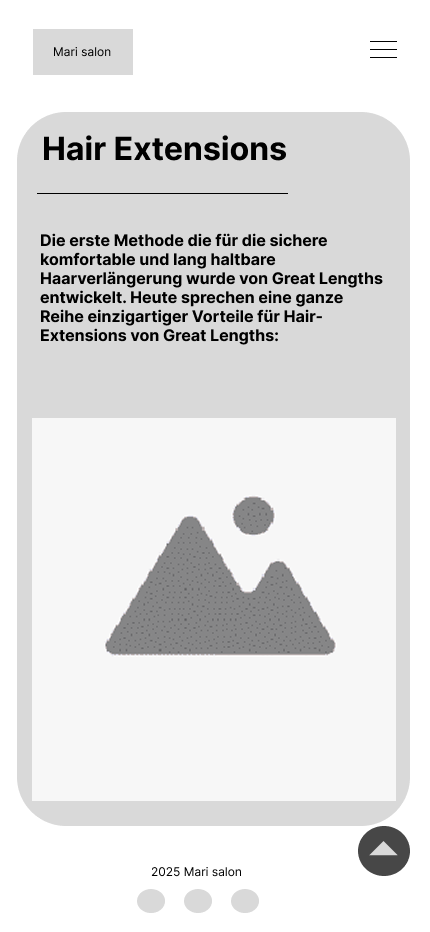 Mari salon
Hair Extensions
Die erste Methode die für die sichere
komfortable und lang haltbare
Haarverlängerung wurde von Great Lengths
entwickelt. Heute sprechen eine ganze
Reihe einzigartiger Vorteile für Hair-
Extensions von Great Lengths:
2025 Mari salon